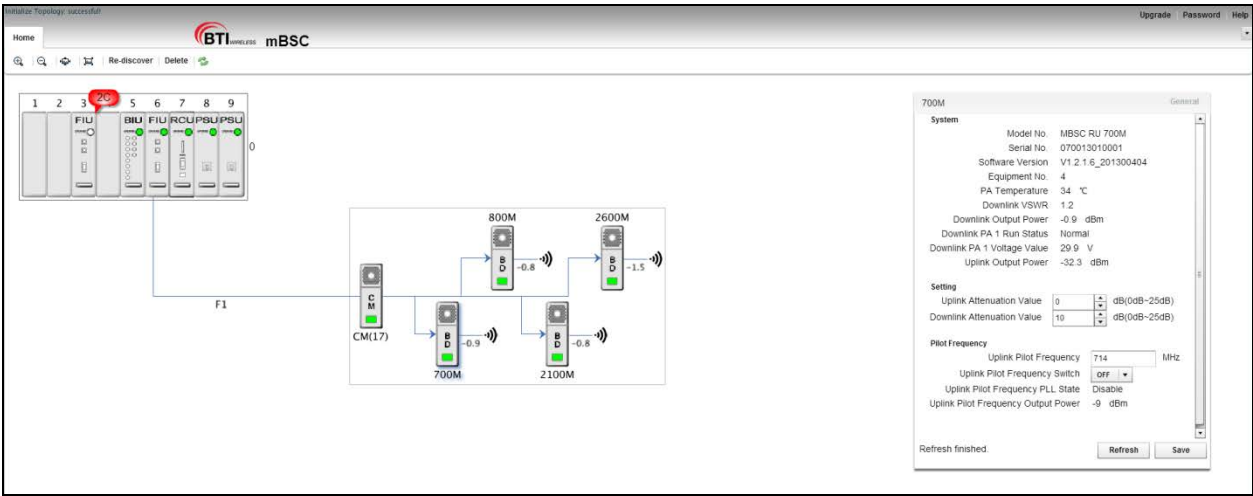 Initialize Topology: successful!
Upgrade Password Help
Home
BTI WIRELESS mBSC
Re-discover Delete
1 2 3 2C 5 6 7 8 9
FIU BIU FIU RCU PSU PSU
0
800M 2600M
B D -0.8 B D -1.5
F1
C M
CM(17)
B D -0.9 B D -0.8
700M 2100M
700M General
System
Model No. MBSC RU 700M
Serial No. 070013010001
Software Version V1.2.1.6_201300404
Equipment No. 4
PA Temperature 34 ℃
Downlink VSWR 1.2
Downlink Output Power -0.9 dBm
Downlink PA 1 Run Status Normal
Downlink PA 1 Voltage Value 29.9 V
Uplink Output Power -32.3 dBm
Setting
Uplink Attenuation Value 0 dB(0dB~25dB)
Downlink Attenuation Value 10 dB(0dB~25dB)
Pilot Frequency
Uplink Pilot Frequency 714 MHz
Uplink Pilot Frequency Switch OFF
Uplink Pilot Frequency PLL State Disable
Uplink Pilot Frequency Output Power -9 dBm
Refresh finished Refresh Save